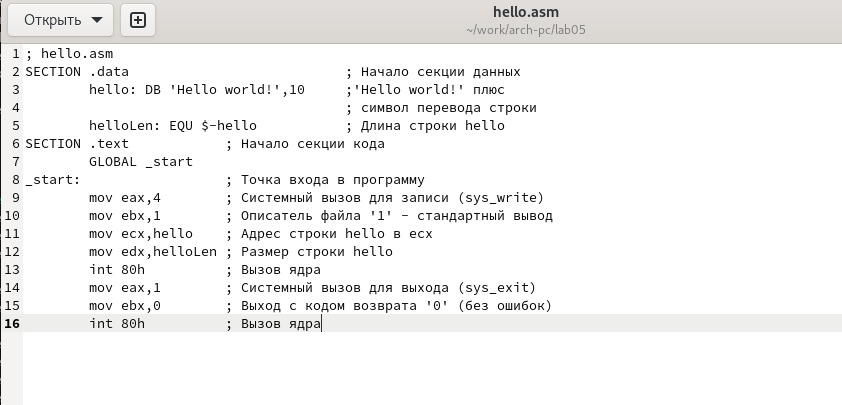 Открыть
hello.asm
~/work/arch-pc/lab05
1 ; hello.asm
2 SECTION .data                           ; Начало секции данных
3         hello: DB 'Hello world!',10     ;'Hello world!' плюс
4                                         ; символ перевода строки
5         helloLen: EQU $-hello           ; Длина строки hello
6 SECTION .text            ; Начало секции кода
7         GLOBAL _start
8 _start:                  ; Точка входа в программу
9         mov eax,4        ; Системный вызов для записи (sys_write)
10         mov ebx,1        ; Описатель файла '1' - стандартный вывод
11         mov ecx,hello    ; Адрес строки hello в ecx
12         mov edx,helloLen ; Размер строки hello
13         int 80h          ; Вызов ядра
14         mov eax,1        ; Системный вызов для выхода (sys_exit)
15         mov ebx,0        ; Выход с кодом возврата '0' (без ошибок)
16         int 80h          ; Вызов ядра